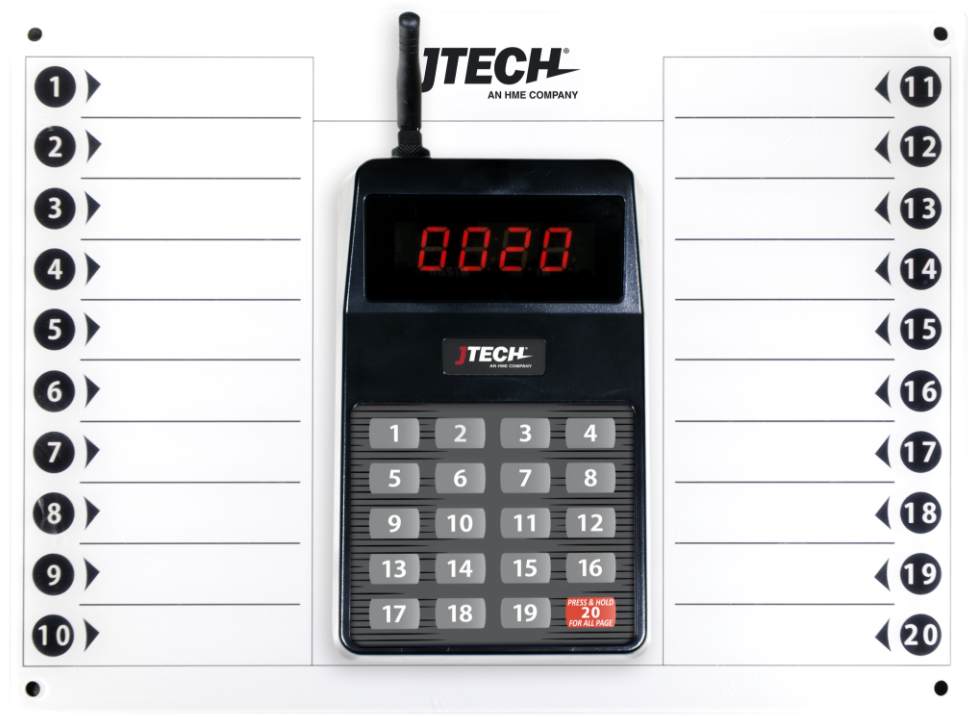 JTECH®
AN HME COMPANY
1
2
3
4
5
6
7
8
9
10
0020
JTECH
AN HME COMPANY
1 2 3 4
5 6 7 8
9 10 11 12
13 14 15 16
17 18 19
PRESS & HOLD
20
FOR ALL PAGE
11
12
13
14
15
16
17
18
19
20